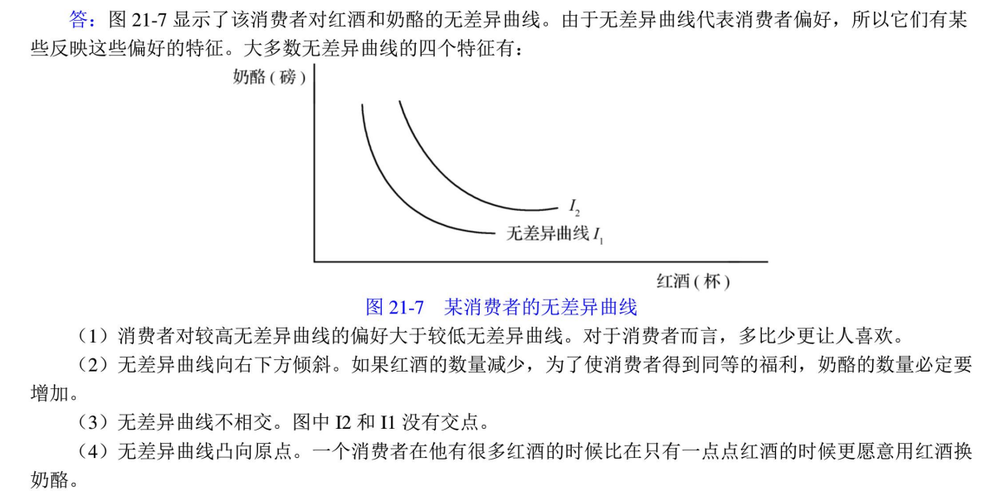 答：图 21-7 显示了该消费者对红酒和奶酪的无差异曲线。由于无差异曲线代表消费者偏好，所以它们有某
些反映这些偏好的特征。大多数无差异曲线的四个特征有：
奶酪 ( 磅 )
I₂
无差异曲线 I₁
红酒 ( 杯 )
图 21-7 某消费者的无差异曲线
（1）消费者对较高无差异曲线的偏好大于较低无差异曲线。对于消费者而言，多比少更让人喜欢。
（2）无差异曲线向右下方倾斜。如果红酒的数量减少，为了使消费者得到同等的福利，奶酪的数量必定要
增加。
（3）无差异曲线不相交。图中 I2 和 I1 没有交点。
（4）无差异曲线凸向原点。一个消费者在他有很多红酒的时候比在只有一点点红酒的时候更愿意用红酒换
奶酪。